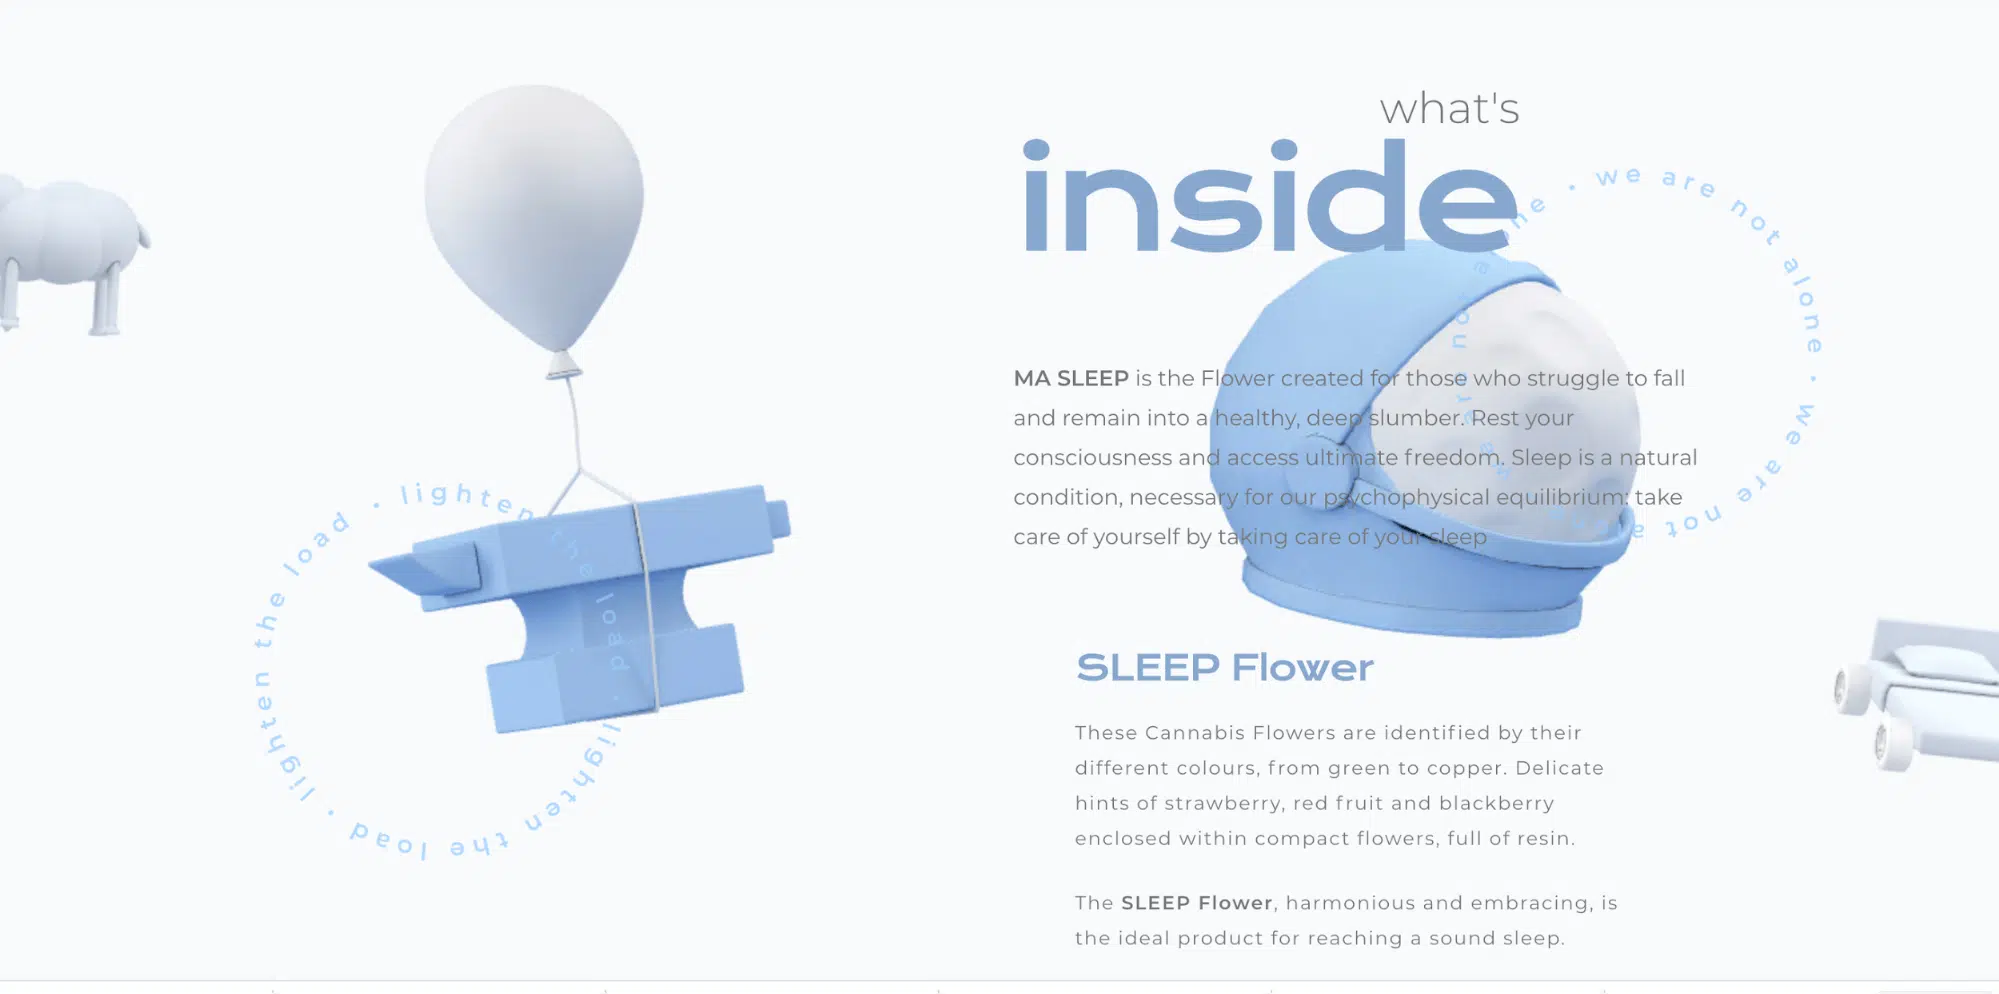 what's
inside
MA SLEEP is the Flower created for those who struggle to fall
and remain into a healthy, deep slumber. Rest your
consciousness and access ultimate freedom. Sleep is a natural
condition, necessary for our psychophysical equilibrium: take
care of yourself by taking care of your sleep
we are not alone • we are not alone • we are not alone •
lighten the load • lighten the load • lighten the load •
SLEEP Flower
These Cannabis Flowers are identified by their
different colours, from green to copper. Delicate
hints of strawberry, red fruit and blackberry
enclosed within compact flowers, full of resin.
The SLEEP Flower, harmonious and embracing, is
the ideal product for reaching a sound sleep.